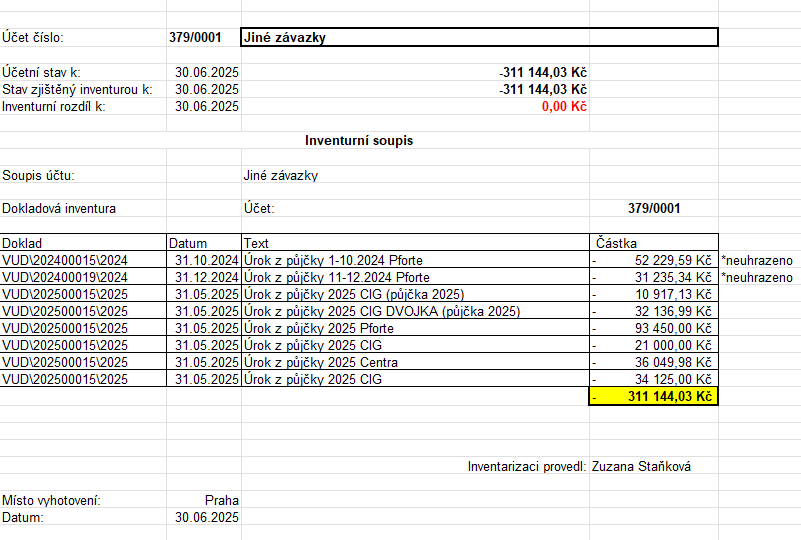 Účet číslo: 379/0001 Jiné závazky
Účetní stav k: 30.06.2025 -311 144,03 Kč
Stav zjištěný inventurou k: 30.06.2025 -311 144,03 Kč
Inventurní rozdíl k: 30.06.2025 0,00 Kč
Inventurní soupis
Soupis účtu: Jiné závazky
Dokladová inventura Účet: 379/0001
Doklad Datum Text Částka
VUD\202400015\2024 31.10.2024 Úrok z půjčky 1-10.2024 Pforte - 52 229,59 Kč *neuhrazeno
VUD\202400019\2024 31.12.2024 Úrok z půjčky 11-12.2024 Pforte - 31 235,34 Kč *neuhrazeno
VUD\202500015\2025 31.05.2025 Úrok z půjčky 2025 CIG (půjčka 2025) - 10 917,13 Kč
VUD\202500015\2025 31.05.2025 Úrok z půjčky 2025 CIG DVOJKA (půjčka 2025) - 32 136,99 Kč
VUD\202500015\2025 31.05.2025 Úrok z půjčky 2025 Pforte - 93 450,00 Kč
VUD\202500015\2025 31.05.2025 Úrok z půjčky 2025 CIG - 21 000,00 Kč
VUD\202500015\2025 31.05.2025 Úrok z půjčky 2025 Centra - 36 049,98 Kč
VUD\202500015\2025 31.05.2025 Úrok z půjčky 2025 CIG - 34 125,00 Kč
- 311 144,03 Kč
Inventarizaci provedl: Zuzana Staňková
Místo vyhotovení: Praha
Datum: 30.06.2025